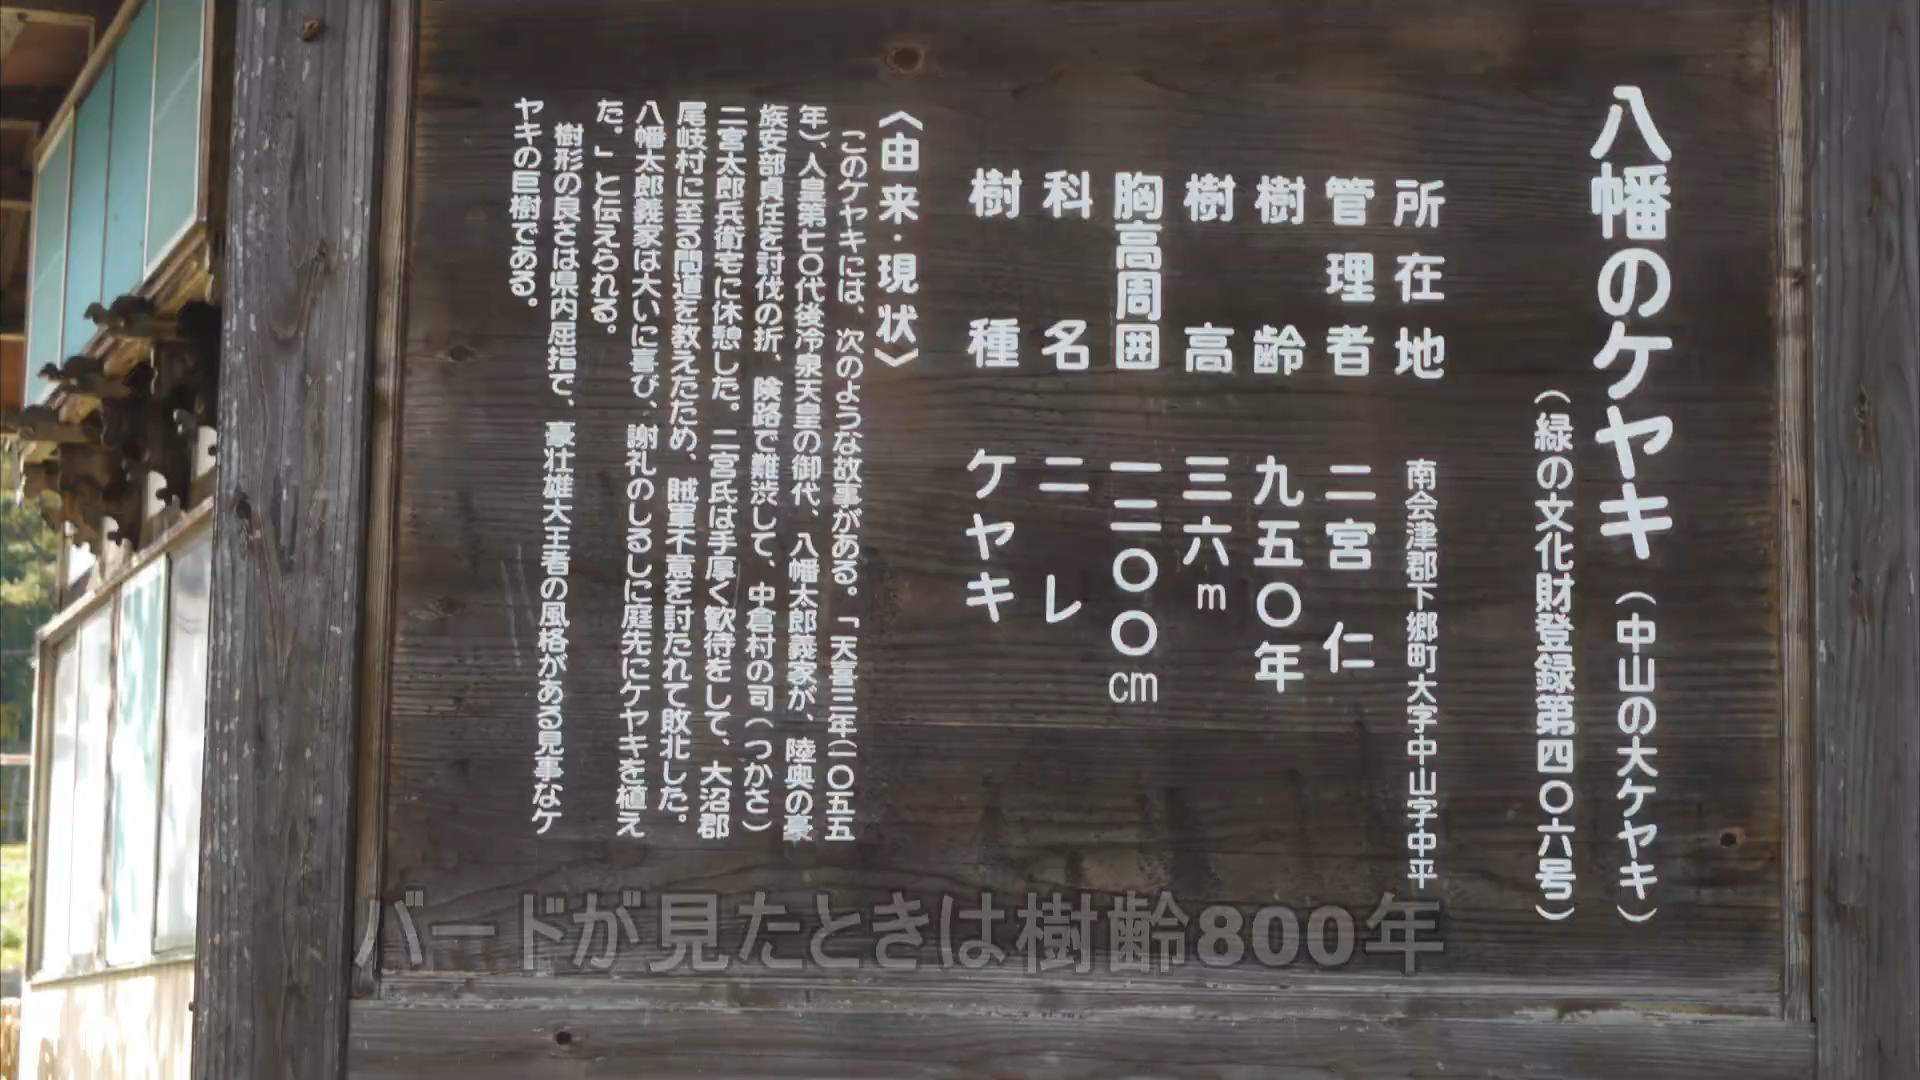 八幡のケヤキ（中山の大ケヤキ）
（緑の文化財登録第四〇六号）
所在地 南会津郡下郷町大字中山字中平
管理者 二宮 仁
樹齢 九五〇年
樹高 三六m
胸高周囲 一二〇〇cm
科名 ニレ
樹種 ケヤキ
〈由来・現状〉
このケヤキには、次のような故事がある。「天喜三年（一〇五五
年）、人皇第七〇代後冷泉天皇の御代、八幡太郎義家が、陸奥の豪
族安部貞任を討伐の折、険路で難渋して、中倉村の司（つかさ）
二宮太郎兵衛宅に休憩した。二宮氏は手厚く歓待をして、大沼郡
尾岐村に至る間道を教えたため、賊軍不意を討たれて敗北した。
八幡太郎義家は大いに喜び、謝礼のしるしに庭先にケヤキを植え
た。」と伝えられる。
樹形の良さは県内屈指で、豪壮雄大王者の風格がある見事なケ
ヤキの巨樹である。
バードが見たときは樹齢800年